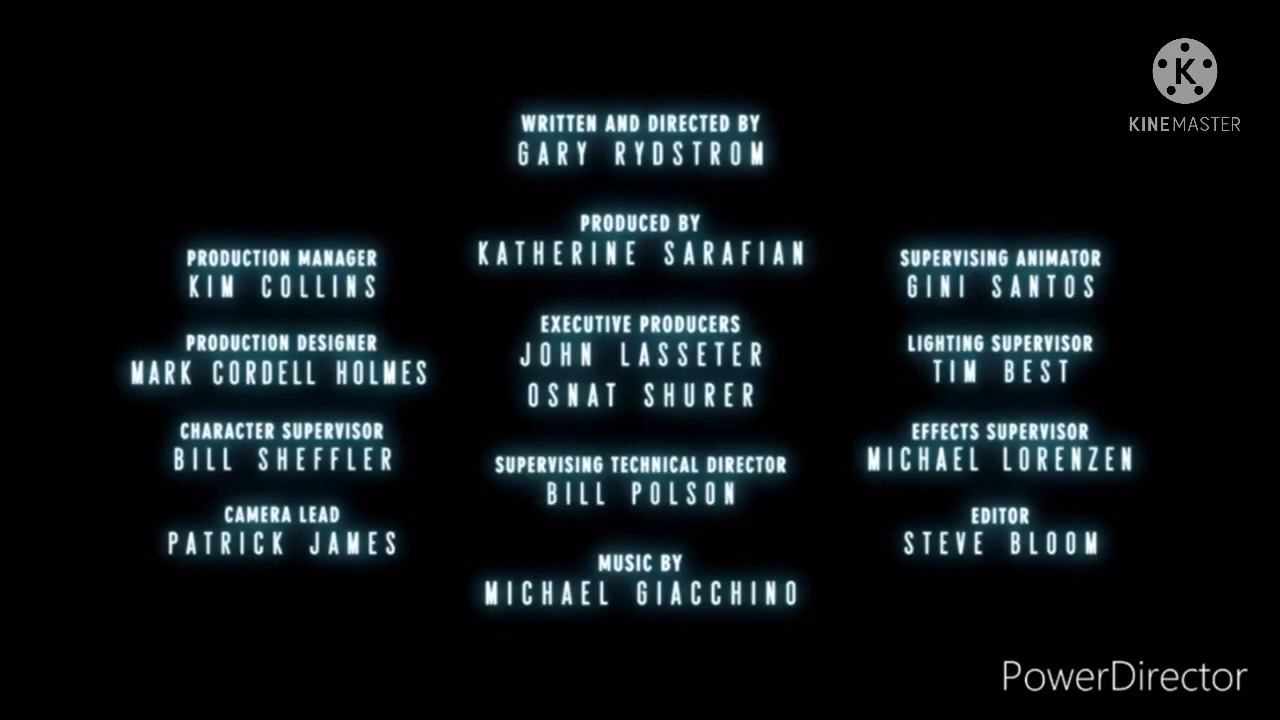 K
KINEMASTER
WRITTEN AND DIRECTED BY
GARY RYDSTROM
PRODUCED BY
KATHERINE SARAFIAN
EXECUTIVE PRODUCERS
JOHN LASSETER
OSNAT SHURER
SUPERVISING TECHNICAL DIRECTOR
BILL POLSON
MUSIC BY
MICHAEL GIACCHINO
PRODUCTION MANAGER
KIM COLLINS
PRODUCTION DESIGNER
MARK CORDELL HOLMES
CHARACTER SUPERVISOR
BILL SHEFFLER
CAMERA LEAD
PATRICK JAMES
SUPERVISING ANIMATOR
GINI SANTOS
LIGHTING SUPERVISOR
TIM BEST
EFFECTS SUPERVISOR
MICHAEL LORENZEN
EDITOR
STEVE BLOOM
PowerDirector